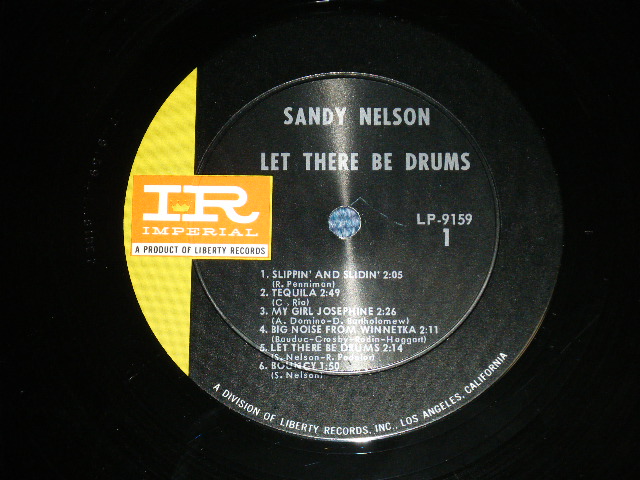 SANDY NELSON
LET THERE BE DRUMS
IR
IMPERIAL
A PRODUCT OF LIBERTY RECORDS
LP-9159
1
1. SLIPPIN' AND SLIDIN' 2:05
(R. Penniman)
2. TEQUILA 2:49
(C. Rio)
3. MY GIRL JOSEPHINE 2:26
(A. Domino-D. Bartholomew)
4. BIG NOISE FROM WINNETKA 2:11
(Bauduc-Crosby-Rodin-Haggart)
5. LET THERE BE DRUMS 2:14
(S. Nelson-R. Podolor)
6. BOUNCY 1:50
(S. Nelson)
A DIVISION OF LIBERTY RECORDS, INC., LOS ANGELES, CALIFORNIA